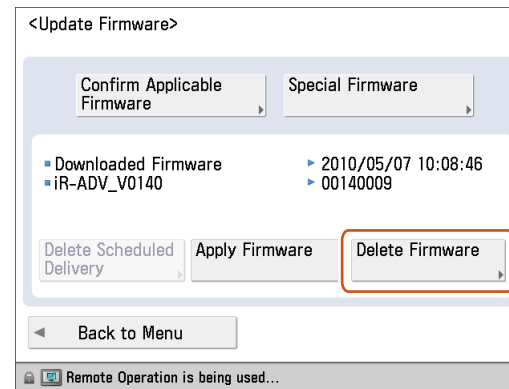 <Update Firmware>
Confirm Applicable
Firmware
Special Firmware
Downloaded Firmware 2010/05/07 10:08:46
iR-ADV_V0140 00140009
Delete Scheduled
Delivery
Apply Firmware
Delete Firmware
Back to Menu
Remote Operation is being used...